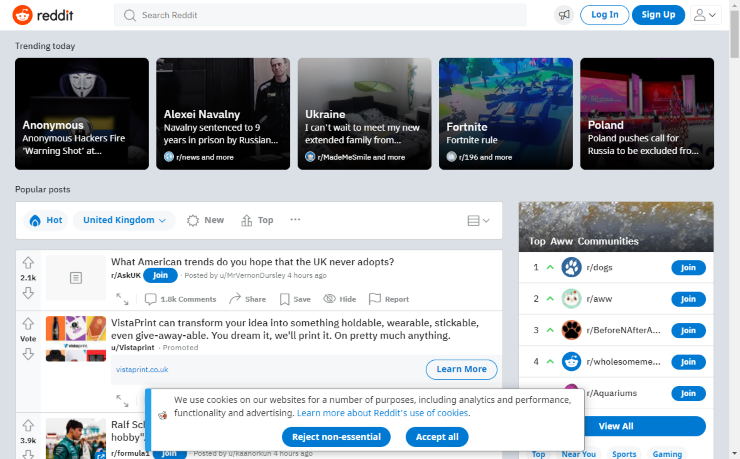 reddit
Search Reddit
Log In
Sign Up
Trending today
Anonymous
Anonymous Hackers Fire
'Warning Shot' at...
Alexei Navalny
Navalny sentenced to 9
years in prison by Russian...
r/news and more
Ukraine
I can't wait to meet my new
extended family from...
r/MadeMeSmile and more
Fortnite
Fortnite rule
r/196 and more
Poland
Poland pushes call for
Russia to be excluded fro...
Popular posts
Hot
United Kingdom
New
Top
...
2.1k
What American trends do you hope that the UK never adopts?
r/AskUK Join · Posted by u/MrVernonDursley 4 hours ago
1.8k Comments
Share
Save
Hide
Report
Vote
vistaprint.
VistaPrint can transform your idea into something holdable, wearable, stickable,
even give-away-able. You dream it, we'll print it. On pretty much anything.
u/Vistaprint · Promoted
vistaprint.co.uk
Learn More
3.9k
Ralf Sc
hobby",
r/formula1 Join · Posted by u/kaanorkun 4 hours ago
Top Aww Communities
1 r/dogs Join
2 r/aww Join
3 r/BeforeNAfterA... Join
4 r/wholesomeme... Join
r/Aquariums Join
View All
Top
Near You
Sports
Gaming
We use cookies on our websites for a number of purposes, including analytics and performance,
functionality and advertising. Learn more about Reddit's use of cookies.
Reject non-essential
Accept all